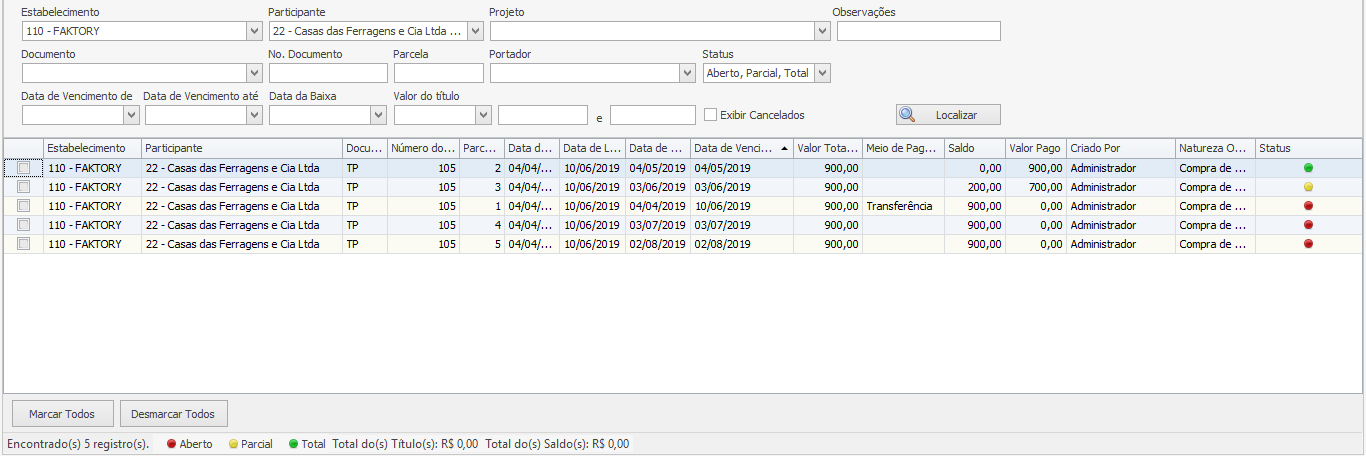 Estabelecimento Participante Projeto Observações
110 - FAKTORY 22 - Casas das Ferragens e Cia Ltda ...
Documento No. Documento Parcela Portador Status
Aberto, Parcial, Total
Data de Vencimento de Data de Vencimento até Data da Baixa Valor do título
e Exibir Cancelados Localizar
Estabelecimento Participante Docu... Número do... Parc... Data d... Data de L... Data de ... Data de Venci... Valor Tota... Meio de Pag... Saldo Valor Pago Criado Por Natureza O... Status
110 - FAKTORY 22 - Casas das Ferragens e Cia Ltda TP 105 2 04/04/... 10/06/2019 04/05/2019 04/05/2019 900,00 0,00 900,00 Administrador Compra de ...
110 - FAKTORY 22 - Casas das Ferragens e Cia Ltda TP 105 3 04/04/... 10/06/2019 03/06/2019 03/06/2019 900,00 200,00 700,00 Administrador Compra de ...
110 - FAKTORY 22 - Casas das Ferragens e Cia Ltda TP 105 1 04/04/... 10/06/2019 04/04/2019 10/06/2019 900,00 Transferência 900,00 0,00 Administrador Compra de ...
110 - FAKTORY 22 - Casas das Ferragens e Cia Ltda TP 105 4 04/04/... 10/06/2019 03/07/2019 03/07/2019 900,00 900,00 0,00 Administrador Compra de ...
110 - FAKTORY 22 - Casas das Ferragens e Cia Ltda TP 105 5 04/04/... 10/06/2019 02/08/2019 02/08/2019 900,00 900,00 0,00 Administrador Compra de ...
Marcar Todos Desmarcar Todos
Encontrado(s) 5 registro(s). Aberto Parcial Total Total do(s) Título(s): R$ 0,00 Total do(s) Saldo(s): R$ 0,00